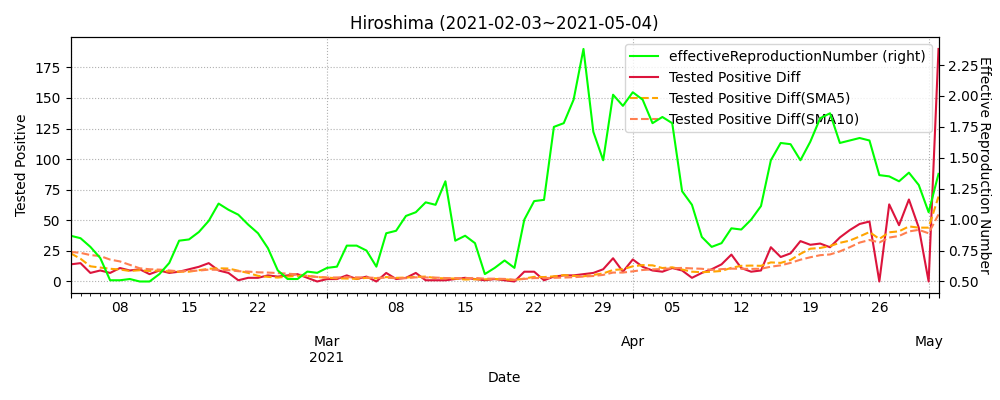 Hiroshima (2021-02-03~2021-05-04)
effectiveReproductionNumber (right)
Tested Positive Diff
Tested Positive Diff(SMA5)
Tested Positive Diff(SMA10)
Tested Positive
175
150
125
100
75
50
25
0
2.25
2.00
1.75
1.50
1.25
1.00
0.75
0.50
Effective Reproduction Number
08 15 22 08 15 22 29 05 12 19 26
Mar Apr May
2021
Date